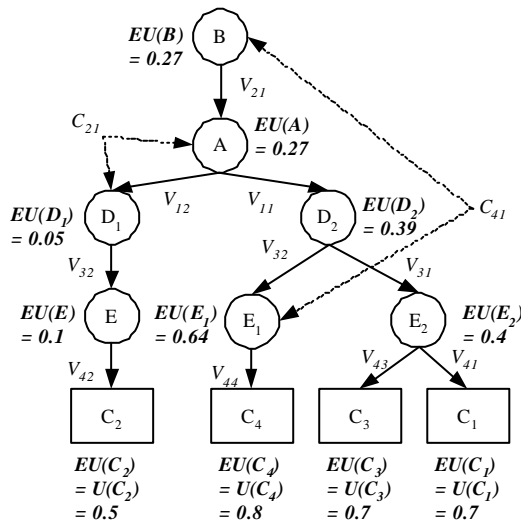 B
EU(B)
= 0.27
V21
C21
A
EU(A)
= 0.27
V12
V11
EU(D1)
= 0.05
D1
D2
EU(D2)
= 0.39
C41
V32
V32
V31
EU(E)
= 0.1
E
EU(E1)
= 0.64
E1
E2
EU(E2)
= 0.4
V42
V44
V43
V41
C2
C4
C3
C1
EU(C2)
= U(C2)
= 0.5
EU(C4)
= U(C4)
= 0.8
EU(C3)
= U(C3)
= 0.7
EU(C1)
= U(C1)
= 0.7